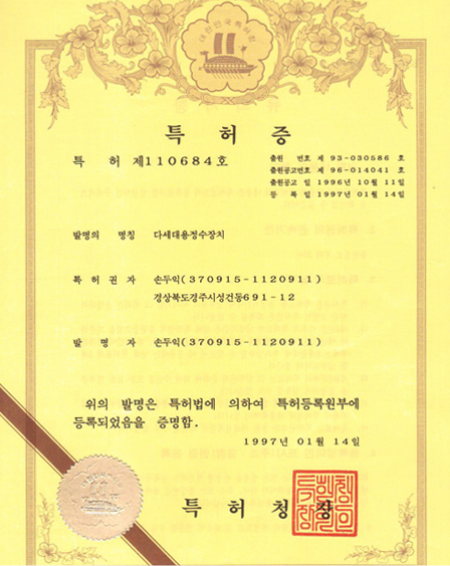 특 허 증
특 허 제110684호
출원 번호 제 93-030586 호
출원공고번호 제 96-014041 호
출원공고 일 1996년 10월 11일
등 록 일 1997년 01월 14일
발명의 명칭 다세대용정수장치
특 허 권 자 손두익(370915-1120911)
경상북도경주시성건동691-12
발 명 자 손두익(370915-1120911)
위의 발명은 특허법에 의하여 특허등록원부에
등록되었음을 증명함.
1997년 01월 14일
특 허 청 장